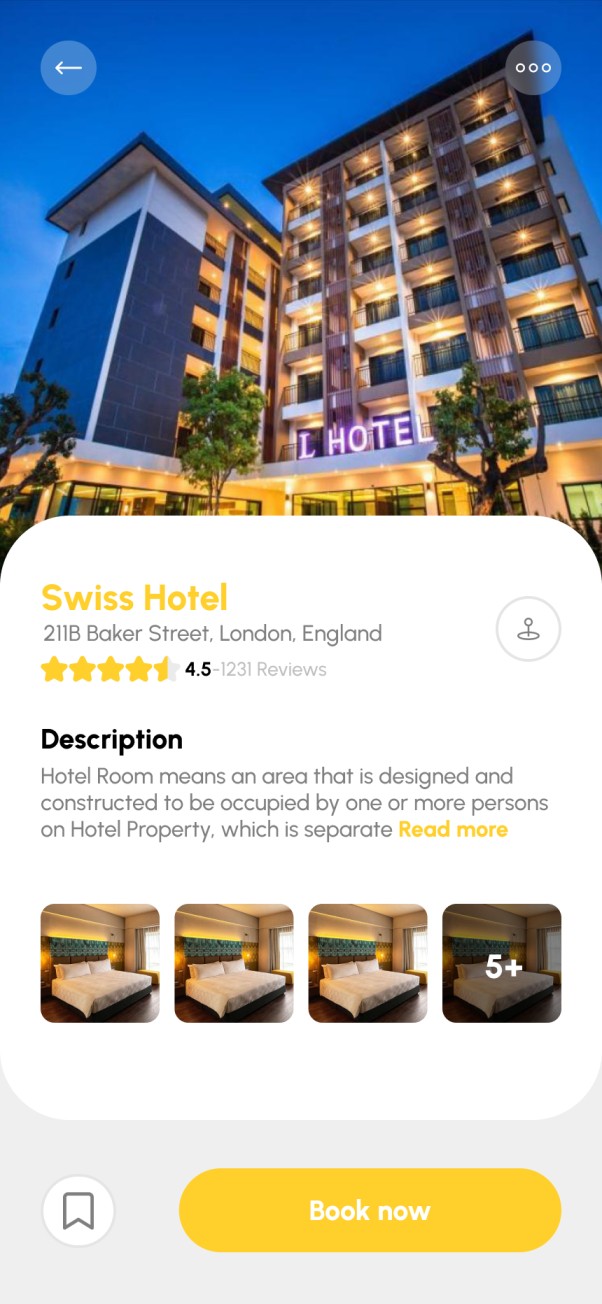 L HOTEL
Swiss Hotel
211B Baker Street, London, England
4.5-1231 Reviews
Description
Hotel Room means an area that is designed and
constructed to be occupied by one or more persons
on Hotel Property, which is separate Read more
5+
Book now